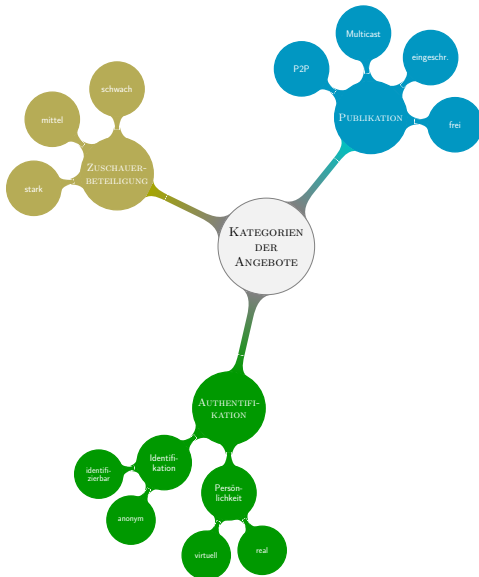 Multicast
eingeschr.
P2P
frei
PUBLIKATION
schwach
mittel
stark
ZUSCHAUER-
BETEILIGUNG
KATEGORIEN
DER
ANGEBOTE
AUTHENTIFI-
KATION
Identifi-
kation
identifi-
zierbar
anonym
Persön-
lichkeit
virtuell
real